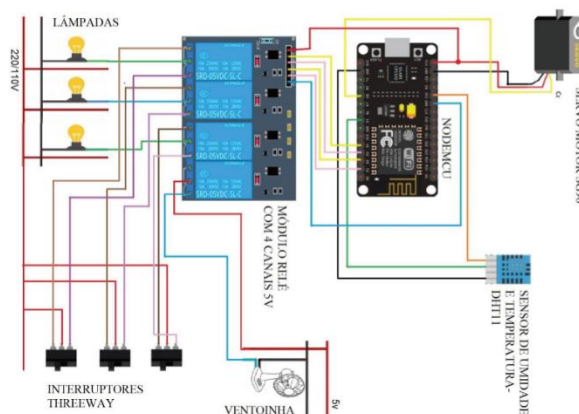 LÂMPADAS
220/110V
SRD-05VDC-SL-C
SRD-05VDC-SL-C
SRD-05VDC-SL-C
SRD-05VDC-SL-C
MÓDULO RELÉ
COM 4 CANAIS 5V
NODEMCU
SENSOR DE UMIDADE
E TEMPERATURA-
DHT11
INTERRUPTORES
THREEWAY
VENTOINHA
5v